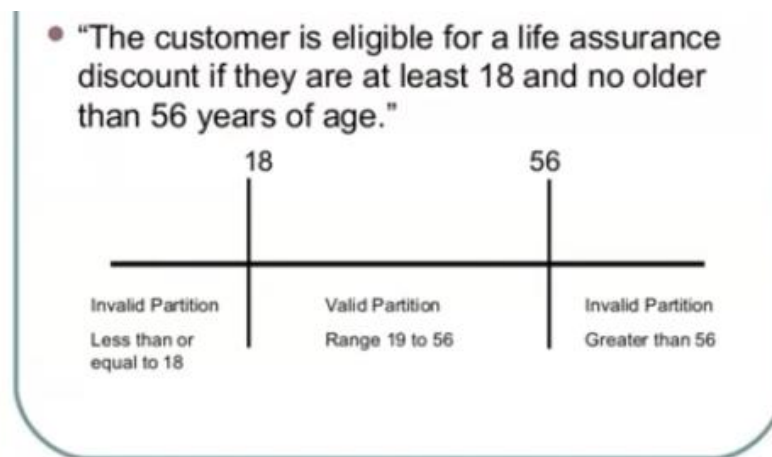 • “The customer is eligible for a life assurance
discount if they are at least 18 and no older
than 56 years of age.”
18
56
Invalid Partition
Less than or
equal to 18
Valid Partition
Range 19 to 56
Invalid Partition
Greater than 56